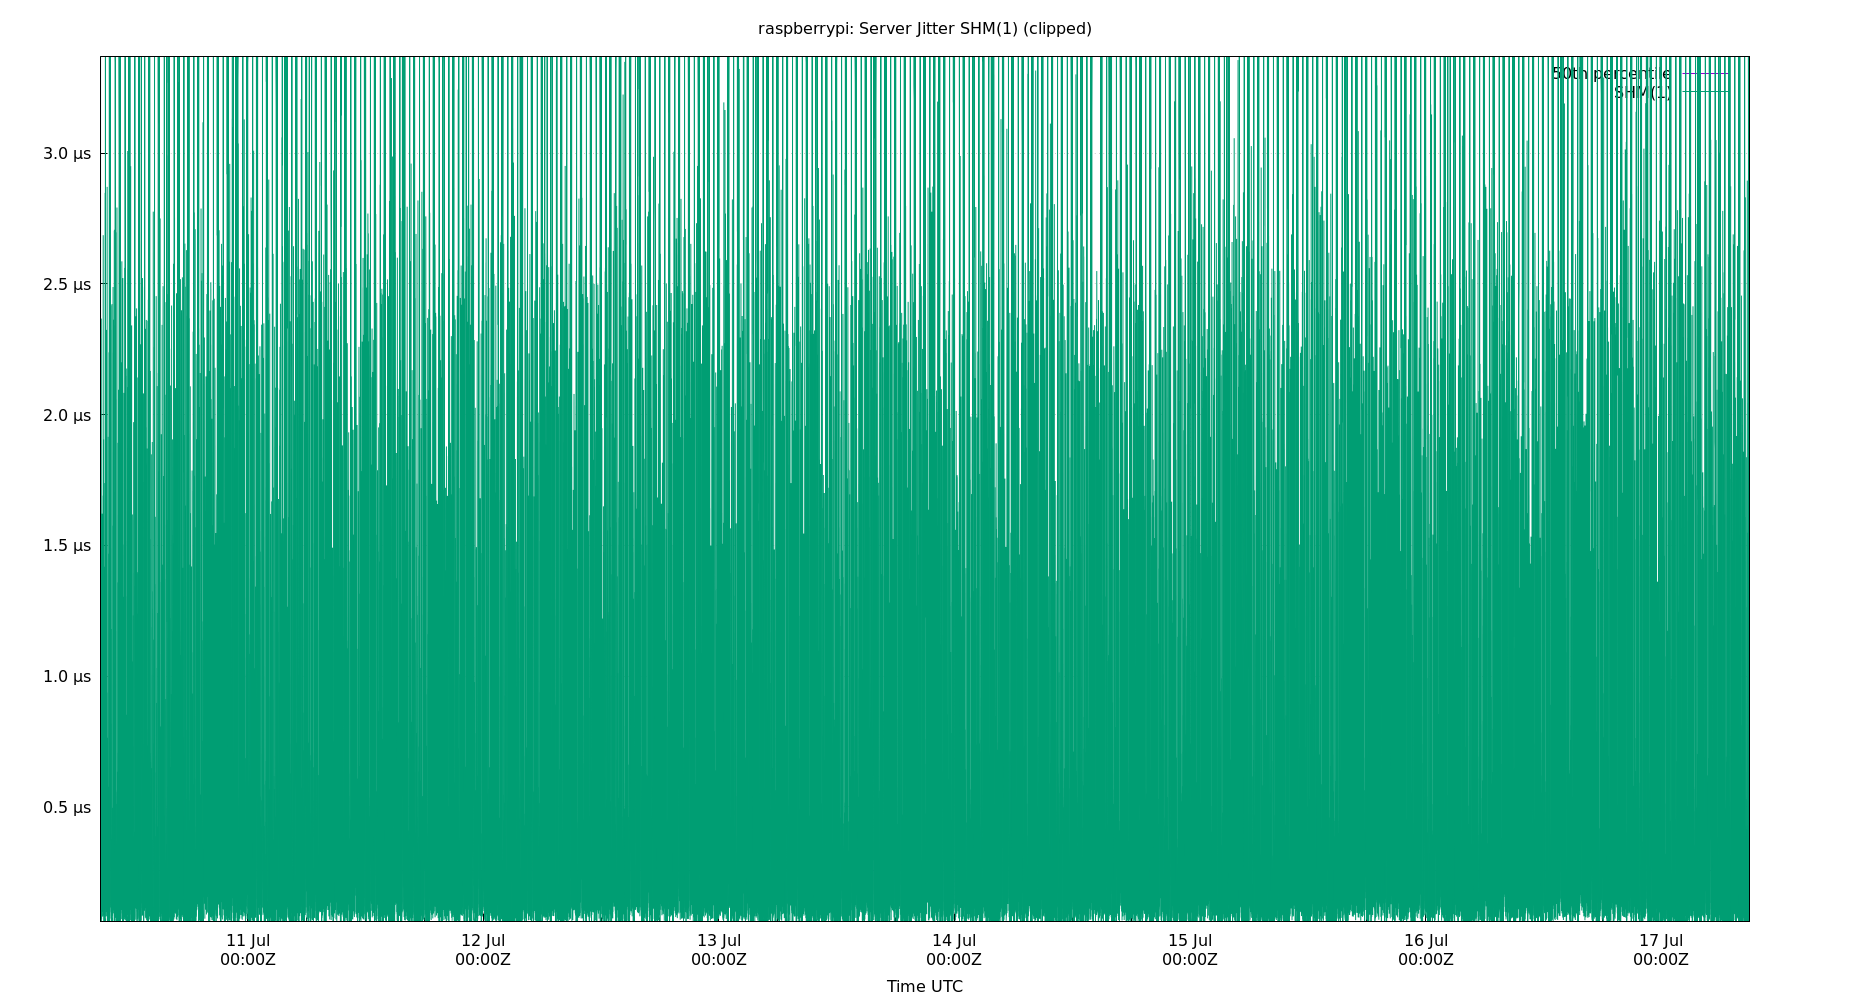 raspberrypi: Server Jitter SHM(1) (clipped)
50th percentile
SHM(1)
3.0 µs
2.5 µs
2.0 µs
1.5 µs
1.0 µs
0.5 µs
11 Jul 12 Jul 13 Jul 14 Jul 15 Jul 16 Jul 17 Jul
00:00Z 00:00Z 00:00Z 00:00Z 00:00Z 00:00Z 00:00Z
Time UTC